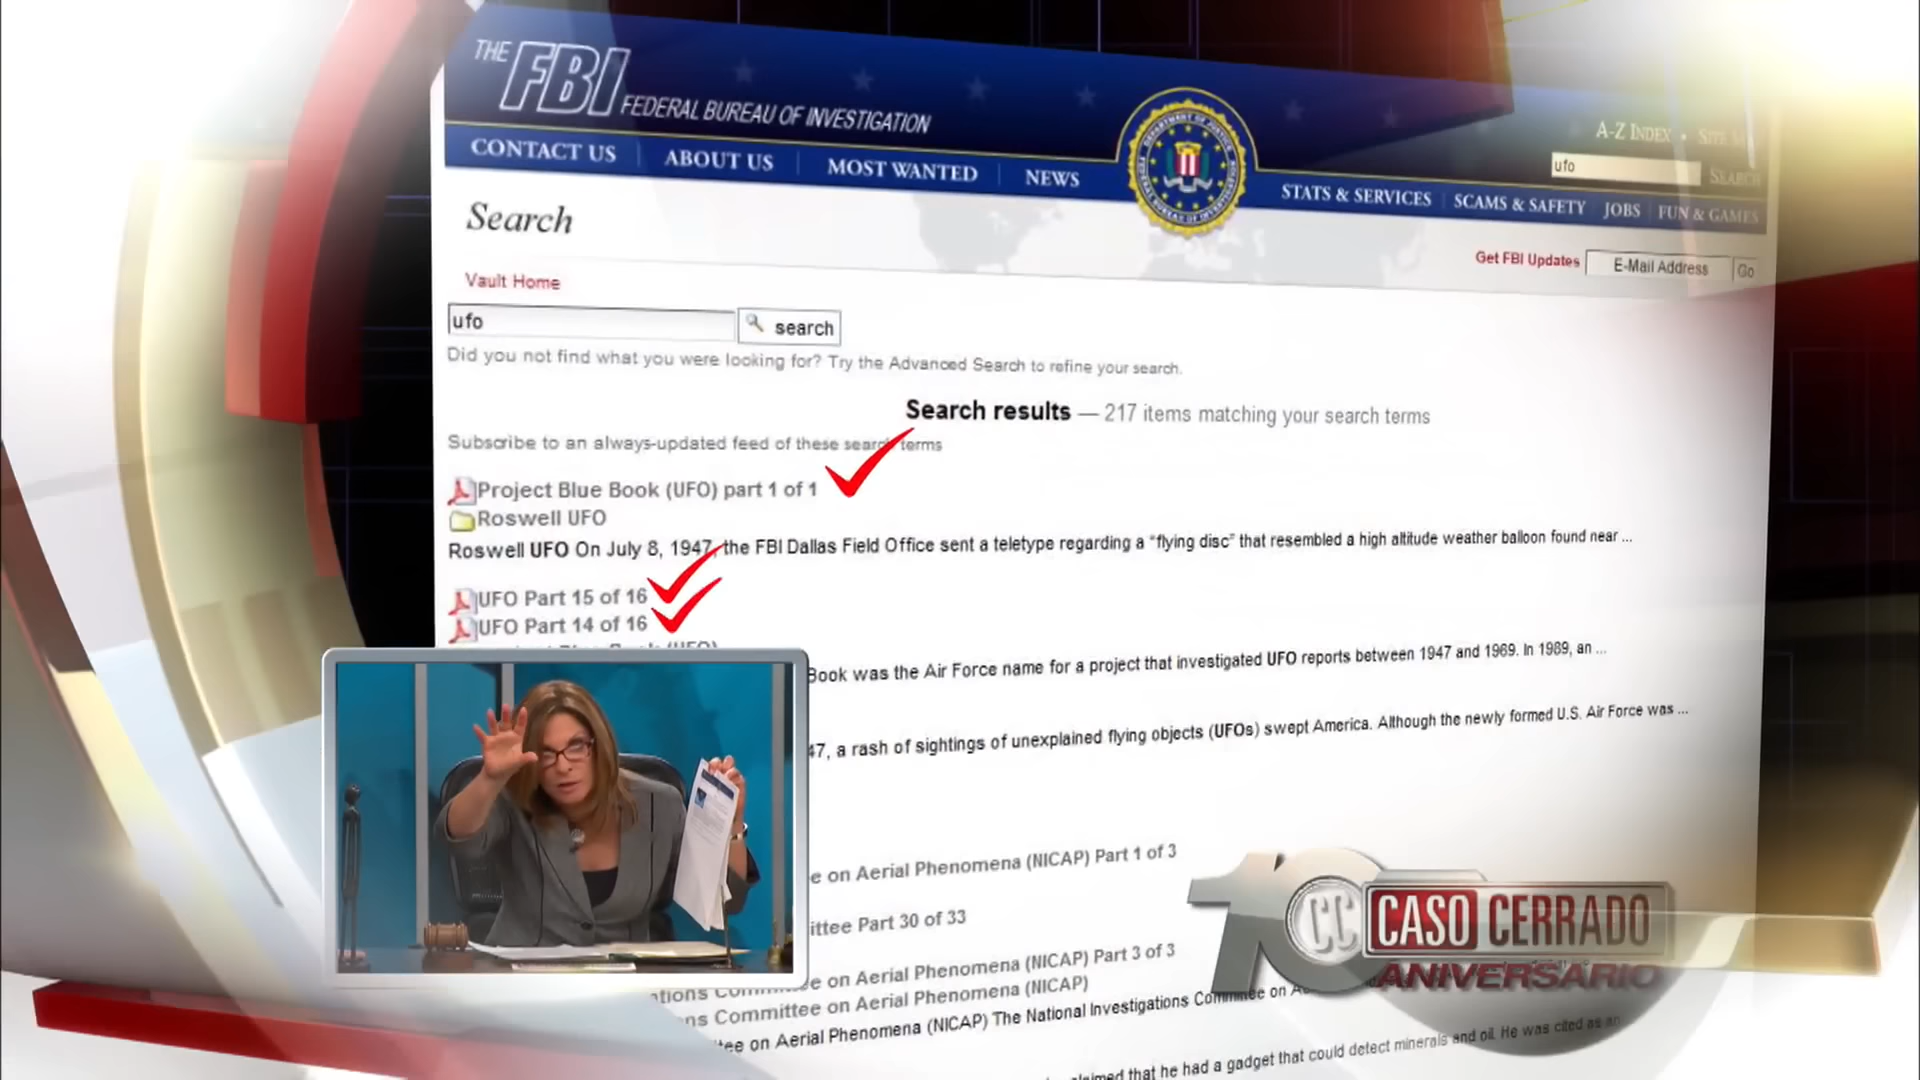 THE FBI FEDERAL BUREAU OF INVESTIGATION
A-Z INDEX • SITE
ufo SEARCH
CONTACT US ABOUT US MOST WANTED NEWS STATS & SERVICES SCAMS & SAFETY JOBS FUN & GAMES
Search
Get FBI Updates E-Mail Address Go
Vault Home
ufo search
Did you not find what you were looking for? Try the Advanced Search to refine your search.
Search results — 217 items matching your search terms
Subscribe to an always-updated feed of these search terms
Project Blue Book (UFO) part 1 of 1
Roswell UFO
Roswell UFO On July 8, 1947, the FBI Dallas Field Office sent a teletype regarding a “flying disc” that resembled a high altitude weather balloon found near ...
UFO Part 15 of 16
UFO Part 14 of 16
(UFO)
Book was the Air Force name for a project that investigated UFO reports between 1947 and 1969. In 1989, an ...
47, a rash of sightings of unexplained flying objects (UFOs) swept America. Although the newly formed U.S. Air Force was ...
e on Aerial Phenomena (NICAP) Part 1 of 3
ittee Part 30 of 33
e on Aerial Phenomena (NICAP) Part 3 of 3
ns Committee on Aerial Phenomena (NICAP)
ee on Aerial Phenomena (NICAP) The National Investigations Committee on
claimed that he had a gadget that could detect minerals and oil. He was cited as an
10 CC CASO CERRADO
ANIVERSARIO